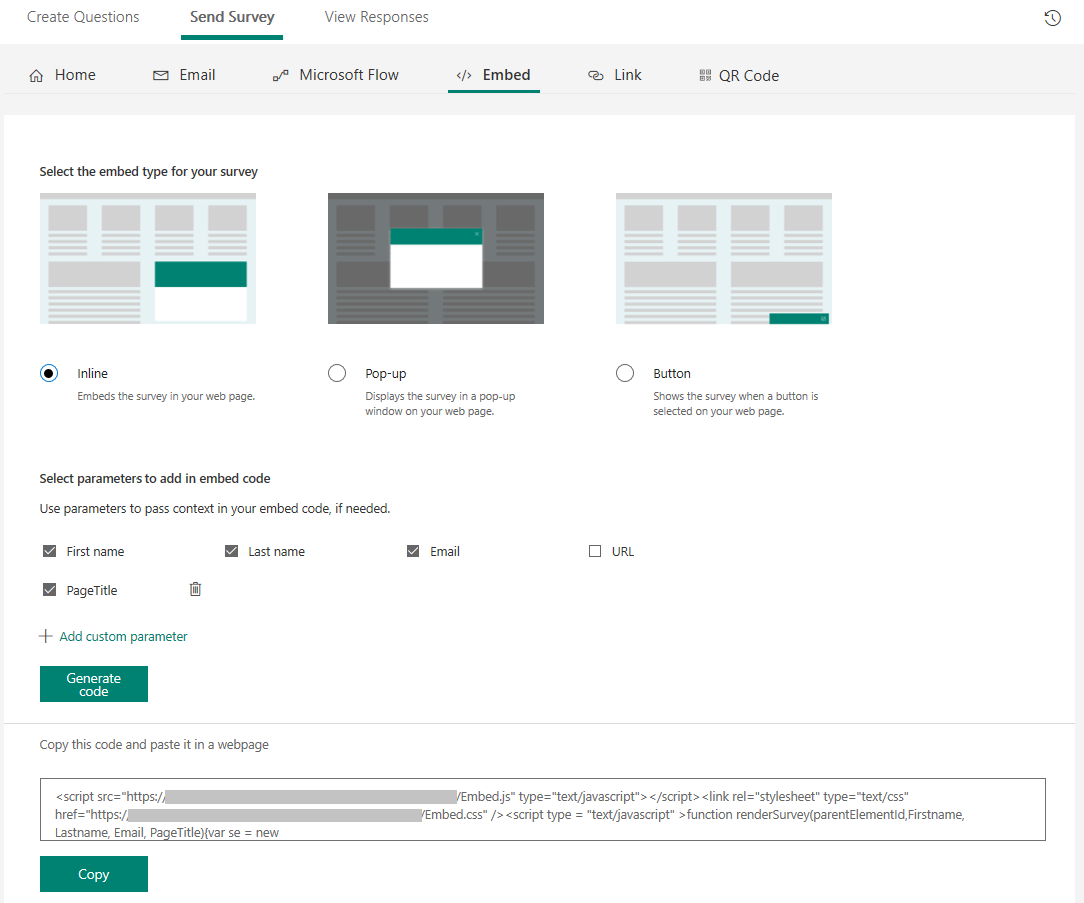 Create Questions Send Survey View Responses
Home Email Microsoft Flow </> Embed Link QR Code
Select the embed type for your survey
Inline Pop-up Button
Embeds the survey in your web page. Displays the survey in a pop-up Shows the survey when a button is
window on your web page. selected on your web page.
Select parameters to add in embed code
Use parameters to pass context in your embed code, if needed.
First name Last name Email URL
PageTitle
Add custom parameter
Generate
code
Copy this code and paste it in a webpage
<script src="https:// /Embed.js" type="text/javascript"></script><link rel="stylesheet" type="text/css"
href="https:// /Embed.css" /><script type = "text/javascript" >function renderSurvey(parentElementId,Firstname,
Lastname, Email, PageTitle){var se = new
Copy